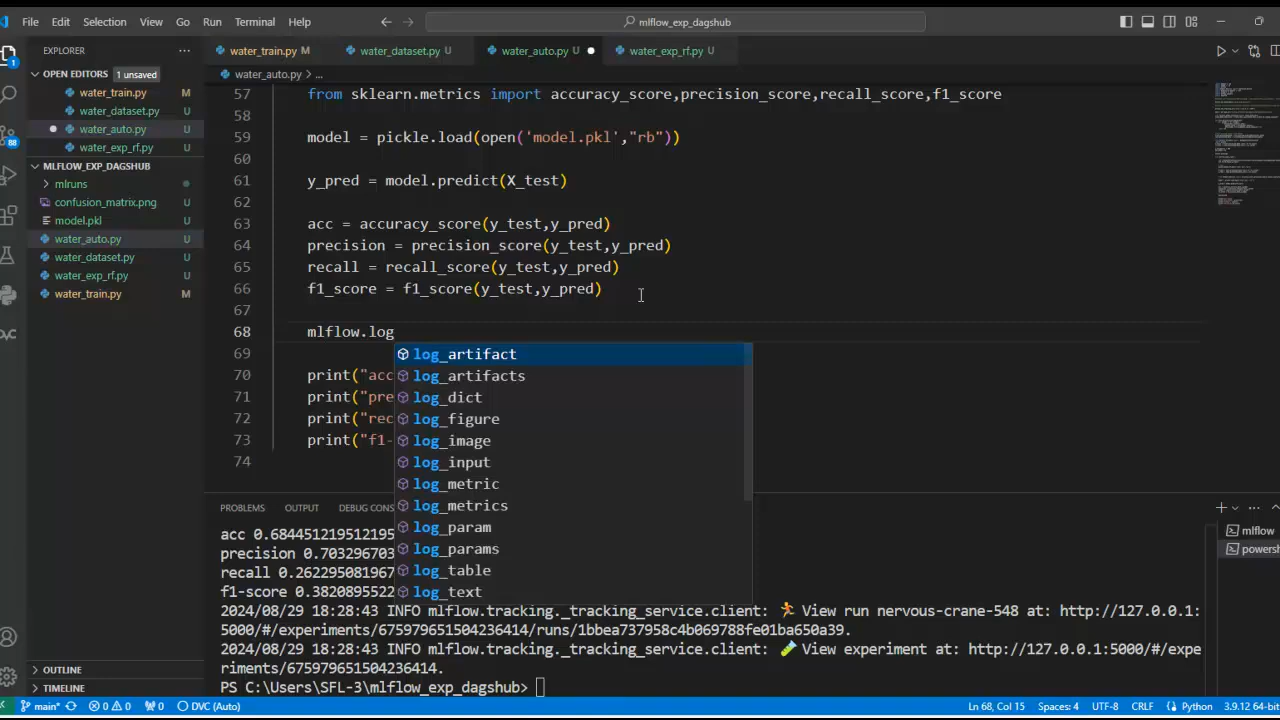 File Edit Selection View Go Run Terminal Help mlflow_exp_dagshub
EXPLORER water_train.py M water_dataset.py U water_auto.py U water_exp_rf.py U
OPEN EDITORS 1 unsaved
water_auto.py > ...
water_train.py M
water_dataset.py U
water_auto.py U
water_exp_rf.py U
MLFLOW_EXP_DAGSHUB
mlruns
confusion_matrix.png U
model.pkl U
water_auto.py U
water_dataset.py U
water_exp_rf.py U
water_train.py M
OUTLINE
TIMELINE
1
88
57 from sklearn.metrics import accuracy_score,precision_score,recall_score,f1_score
58
59 model = pickle.load(open('model.pkl',"rb"))
60
61 y_pred = model.predict(X_test)
62
63 acc = accuracy_score(y_test,y_pred)
64 precision = precision_score(y_test,y_pred)
65 recall = recall_score(y_test,y_pred)
66 f1_score = f1_score(y_test,y_pred)
67
68 mlflow.log
69
70 print("acc
71 print("pre
72 print("rec
73 print("f1-
74
log_artifact
log_artifacts
log_dict
log_figure
log_image
log_input
log_metric
log_metrics
log_param
log_params
log_table
log_text
PROBLEMS OUTPUT DEBUG CONS
mlflow
powersh
acc 0.684451219512195
precision 0.703296703
recall 0.262295081967
f1-score 0.3820895522
2024/08/29 18:28:43 INFO mlflow.tracking._tracking_service.client: 🏃 View run nervous-crane-548 at: http://127.0.0.1:
5000/#/experiments/675979651504236414/runs/1bbea737958c4b069788fe01ba650a39.
2024/08/29 18:28:43 INFO mlflow.tracking._tracking_service.client: 🧪 View experiment at: http://127.0.0.1:5000/#/expe
riments/675979651504236414.
PS C:\Users\SFL-3\mlflow_exp_dagshub>
main* 0 0 0 DVC (Auto) Ln 68, Col 15 Spaces: 4 UTF-8 CRLF Python 3.9.12 64-bit